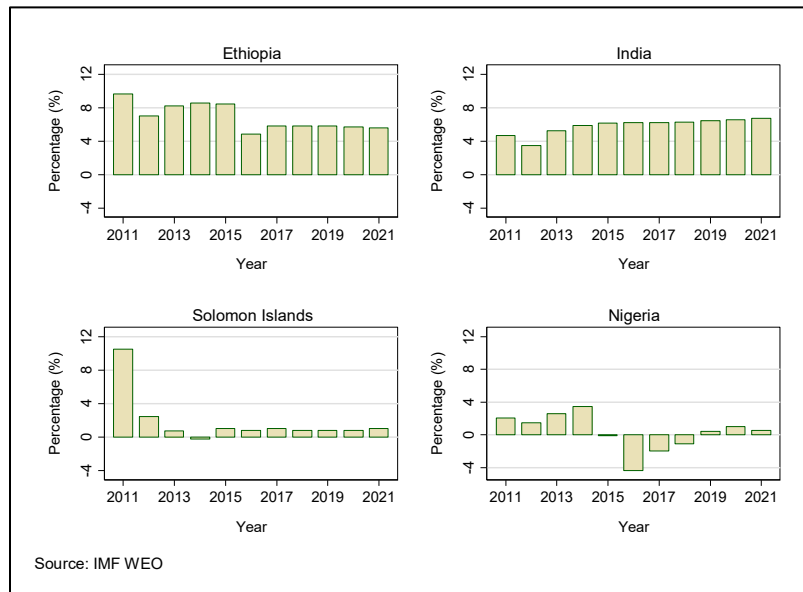 Ethiopia
Percentage (%)
12
8
4
0
-4
2011 2013 2015 2017 2019 2021
Year
India
Percentage (%)
12
8
4
0
-4
2011 2013 2015 2017 2019 2021
Year
Solomon Islands
Percentage (%)
12
8
4
0
-4
2011 2013 2015 2017 2019 2021
Year
Nigeria
Percentage (%)
12
8
4
0
-4
2011 2013 2015 2017 2019 2021
Year
Source: IMF WEO